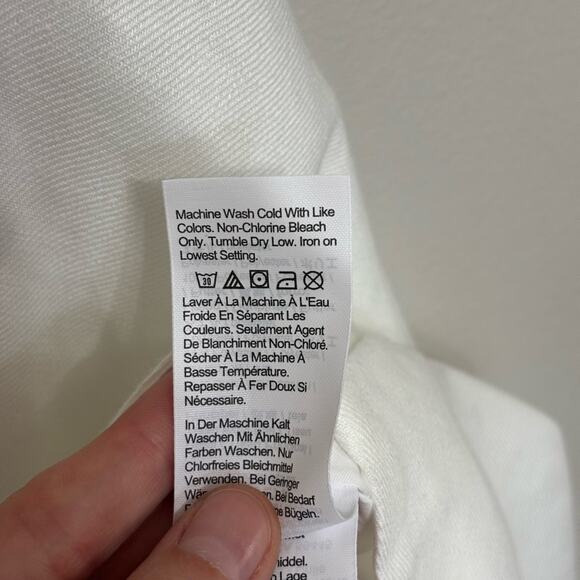 Machine Wash Cold With Like
Colors. Non-Chlorine Bleach
Only. Tumble Dry Low. Iron on
Lowest Setting.
30
Laver À La Machine À L'Eau
Froide En Séparant Les
Couleurs. Seulement Agent
De Blanchiment Non-Chloré.
Sécher À La Machine À
Basse Température.
Repasser À Fer Doux Si
Nécessaire.
In Der Maschine Kalt
Waschen Mit Ähnlichen
Farben Waschen. Nur
Chlorfreies Bleichmittel
Verwenden. Bei Geringer
Bei Bedarf
Bügeln.
Lage